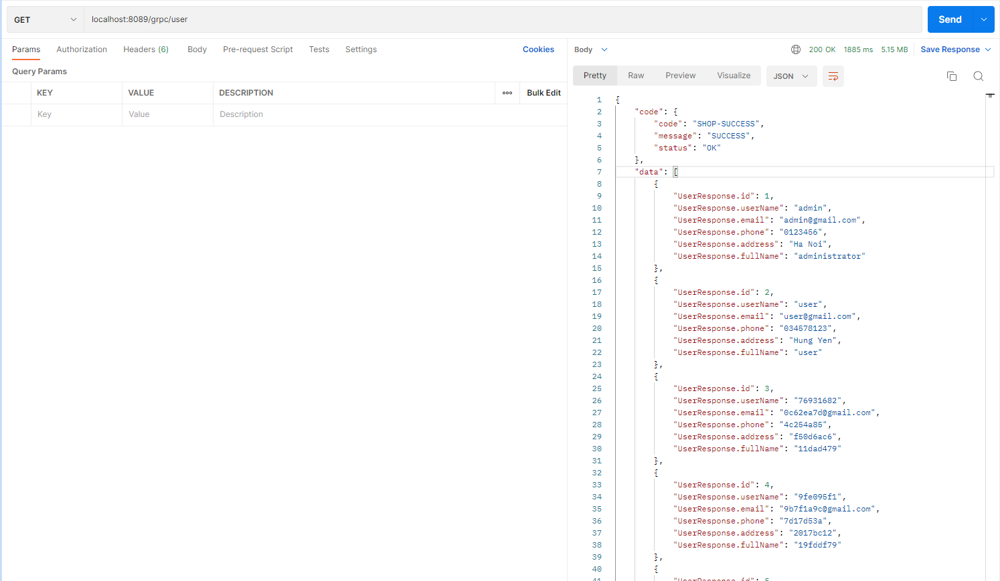 GET localhost:8089/grpc/user Send
Params Authorization Headers (6) Body Pre-request Script Tests Settings Cookies
Query Params
KEY VALUE DESCRIPTION ooo Bulk Edit
Key Value Description
Body 200 OK 1885 ms 5.15 MB Save Response
Pretty Raw Preview Visualize JSON
1 {
2 "code": {
3 "code": "SHOP-SUCCESS",
4 "message": "SUCCESS",
5 "status": "OK"
6 },
7 "data": [
8 {
9 "UserResponse.id": 1,
10 "UserResponse.userName": "admin",
11 "UserResponse.email": "admin@gmail.com",
12 "UserResponse.phone": "0123456",
13 "UserResponse.address": "Ha Noi",
14 "UserResponse.fullName": "administrator"
15 },
16 {
17 "UserResponse.id": 2,
18 "UserResponse.userName": "user",
19 "UserResponse.email": "user@gmail.com",
20 "UserResponse.phone": "034578123",
21 "UserResponse.address": "Hung Yen",
22 "UserResponse.fullName": "user"
23 },
24 {
25 "UserResponse.id": 3,
26 "UserResponse.userName": "76931682",
27 "UserResponse.email": "0c62ea7d@gmail.com",
28 "UserResponse.phone": "4c254a85",
29 "UserResponse.address": "f50d6ac6",
30 "UserResponse.fullName": "11dad479"
31 },
32 {
33 "UserResponse.id": 4,
34 "UserResponse.userName": "9fe095f1",
35 "UserResponse.email": "9b7f1a9c@gmail.com",
36 "UserResponse.phone": "7d17d53a",
37 "UserResponse.address": "2017bc12",
38 "UserResponse.fullName": "19fddf79"
39 },
40 {
41 "UserResponse.id": 5,